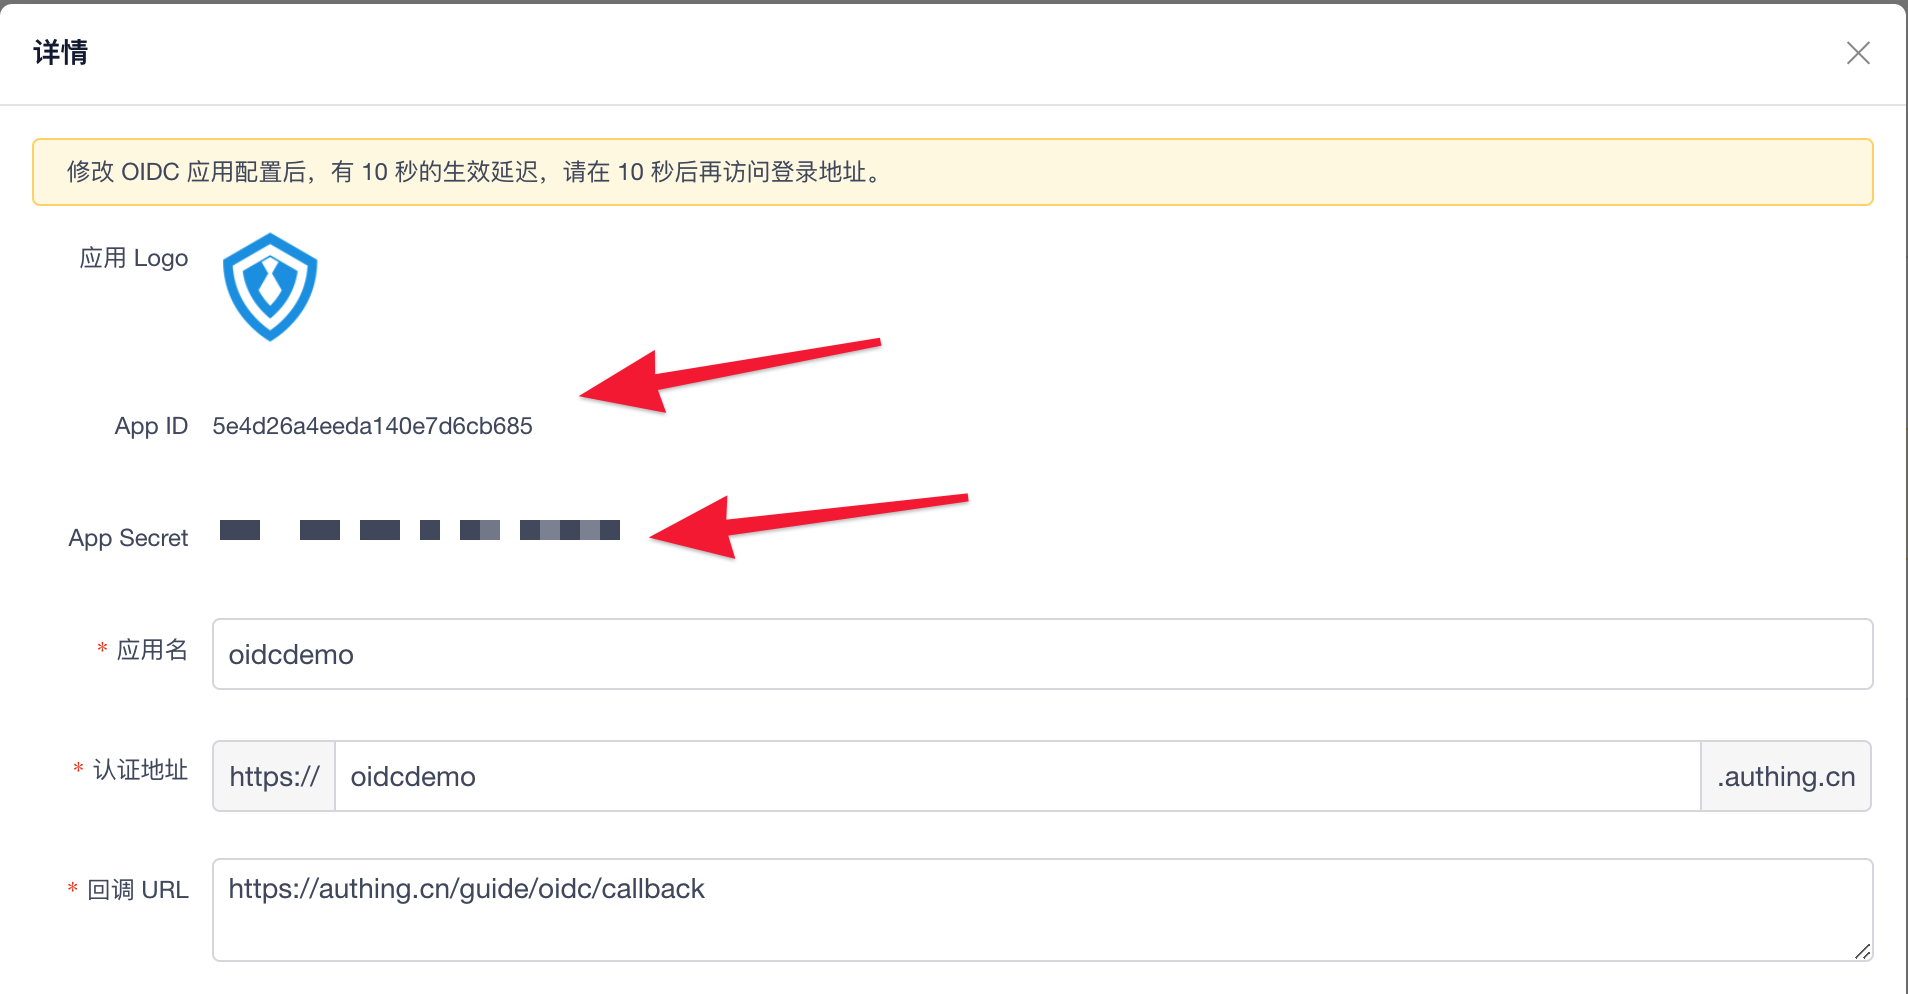 详情
修改 OIDC 应用配置后，有 10 秒的生效延迟，请在 10 秒后再访问登录地址。
应用 Logo
App ID 5e4d26a4eeda140e7d6cb685
App Secret
* 应用名 oidcdemo
* 认证地址 https:// oidcdemo .authing.cn
* 回调 URL https://authing.cn/guide/oidc/callback